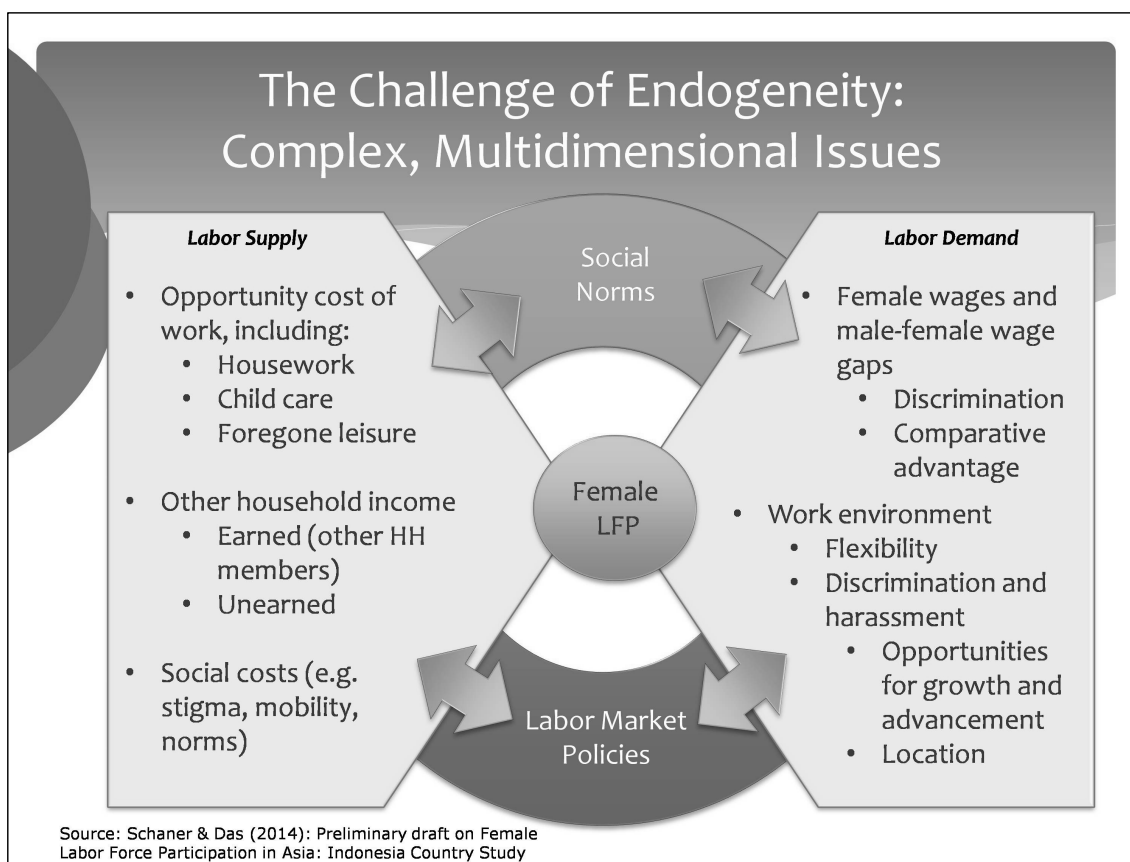 The Challenge of Endogeneity:
Complex, Multidimensional Issues
Labor Supply
• Opportunity cost of
work, including:
• Housework
• Child care
• Foregone leisure
• Other household income
• Earned (other HH
members)
• Unearned
• Social costs (e.g.
stigma, mobility,
norms)
Social
Norms
Female
LFP
Labor Market
Policies
Labor Demand
• Female wages and
male-female wage
gaps
• Discrimination
• Comparative
advantage
• Work environment
• Flexibility
• Discrimination and
harassment
• Opportunities
for growth and
advancement
• Location
Source: Schaner & Das (2014): Preliminary draft on Female
Labor Force Participation in Asia: Indonesia Country Study